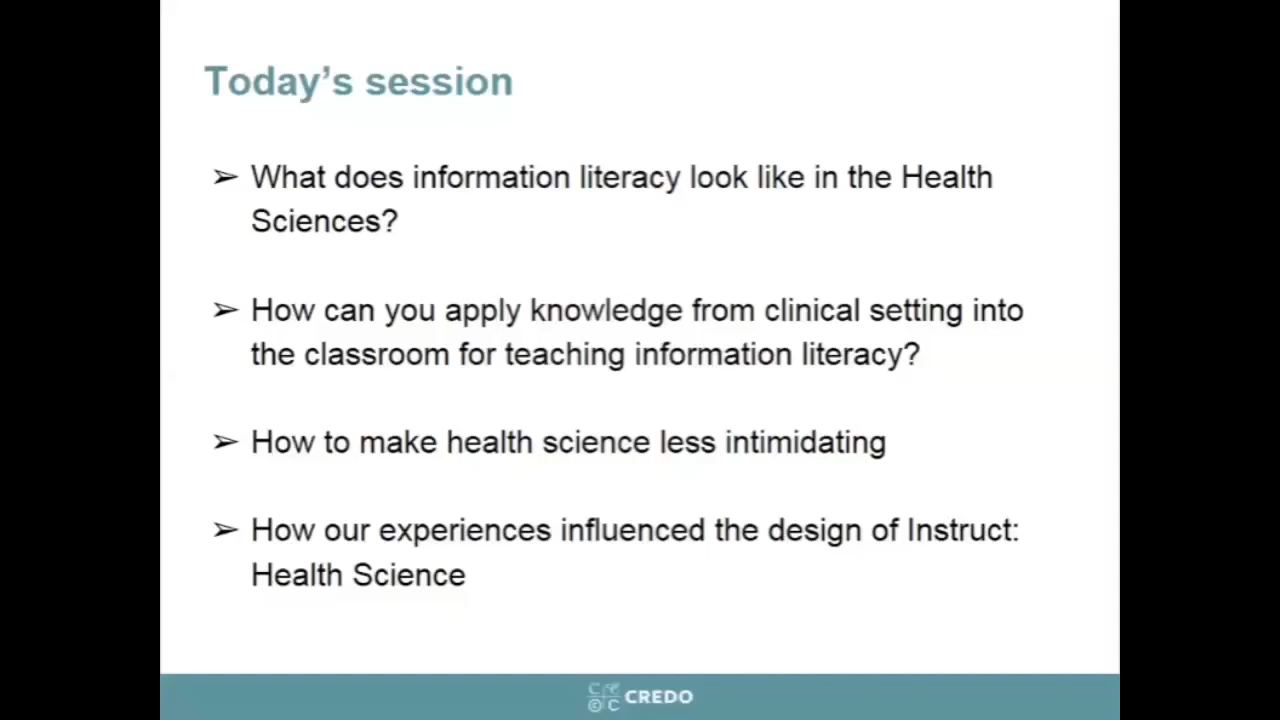 Today's session
➢ What does information literacy look like in the Health
Sciences?
➢ How can you apply knowledge from clinical setting into
the classroom for teaching information literacy?
➢ How to make health science less intimidating
➢ How our experiences influenced the design of Instruct:
Health Science
CREDO